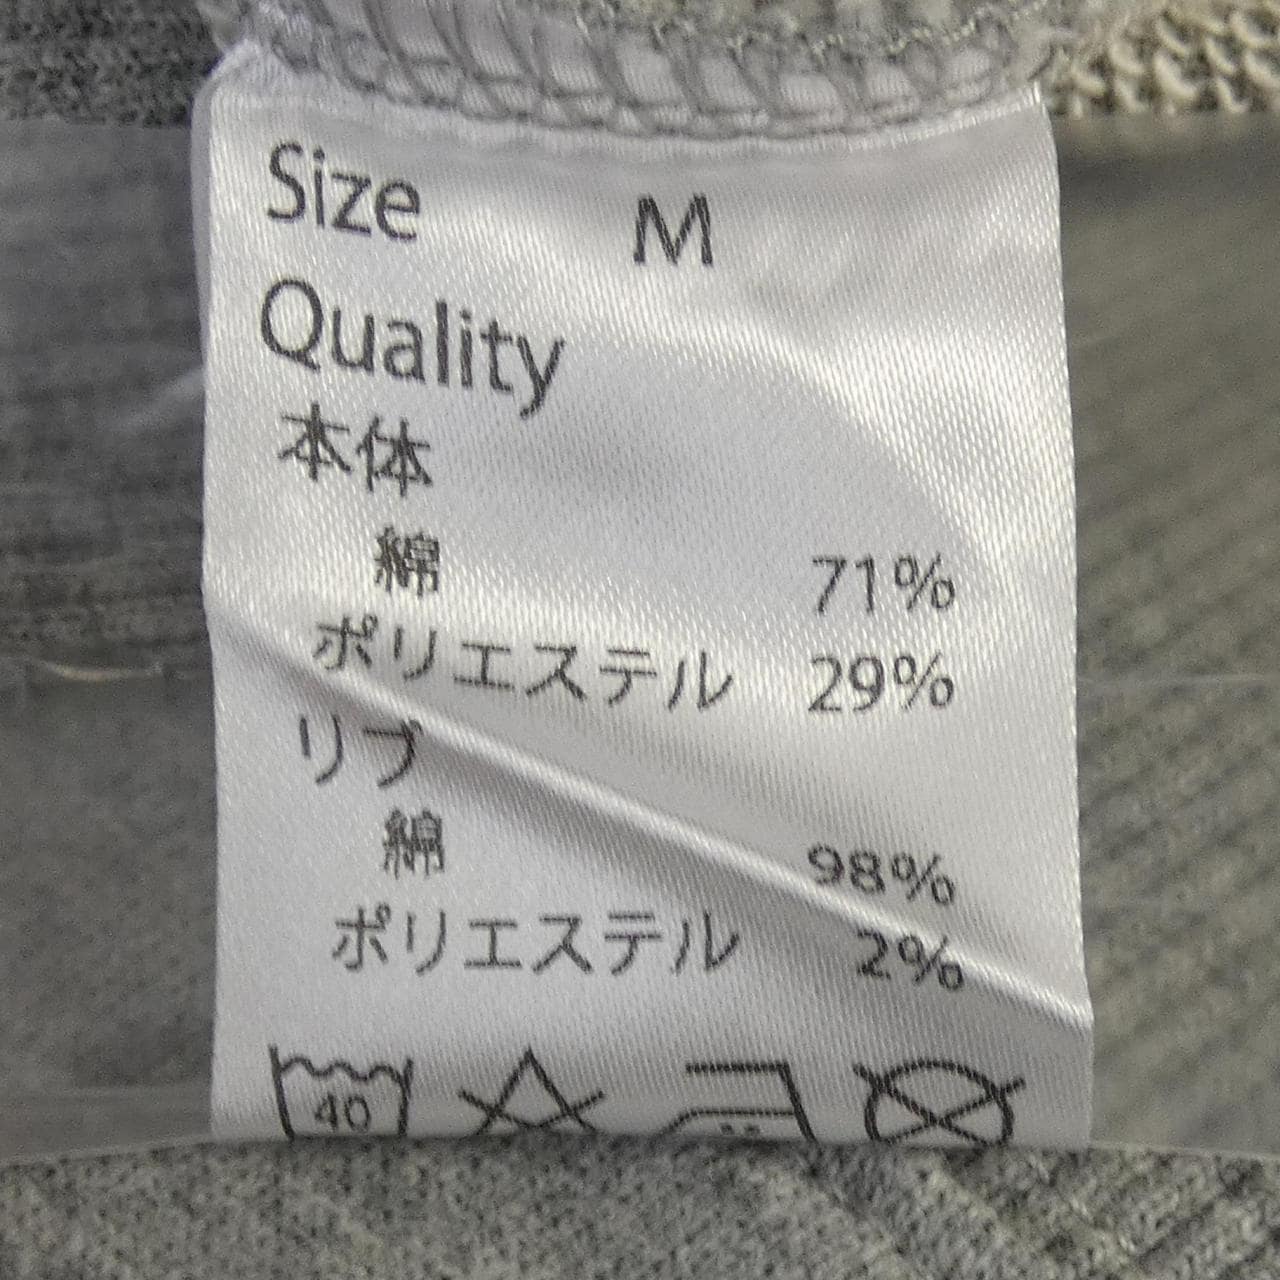 Size M
Quality
本体
綿 71%
ポリエステル 29%
リブ
綿 98%
ポリエステル 2%
40